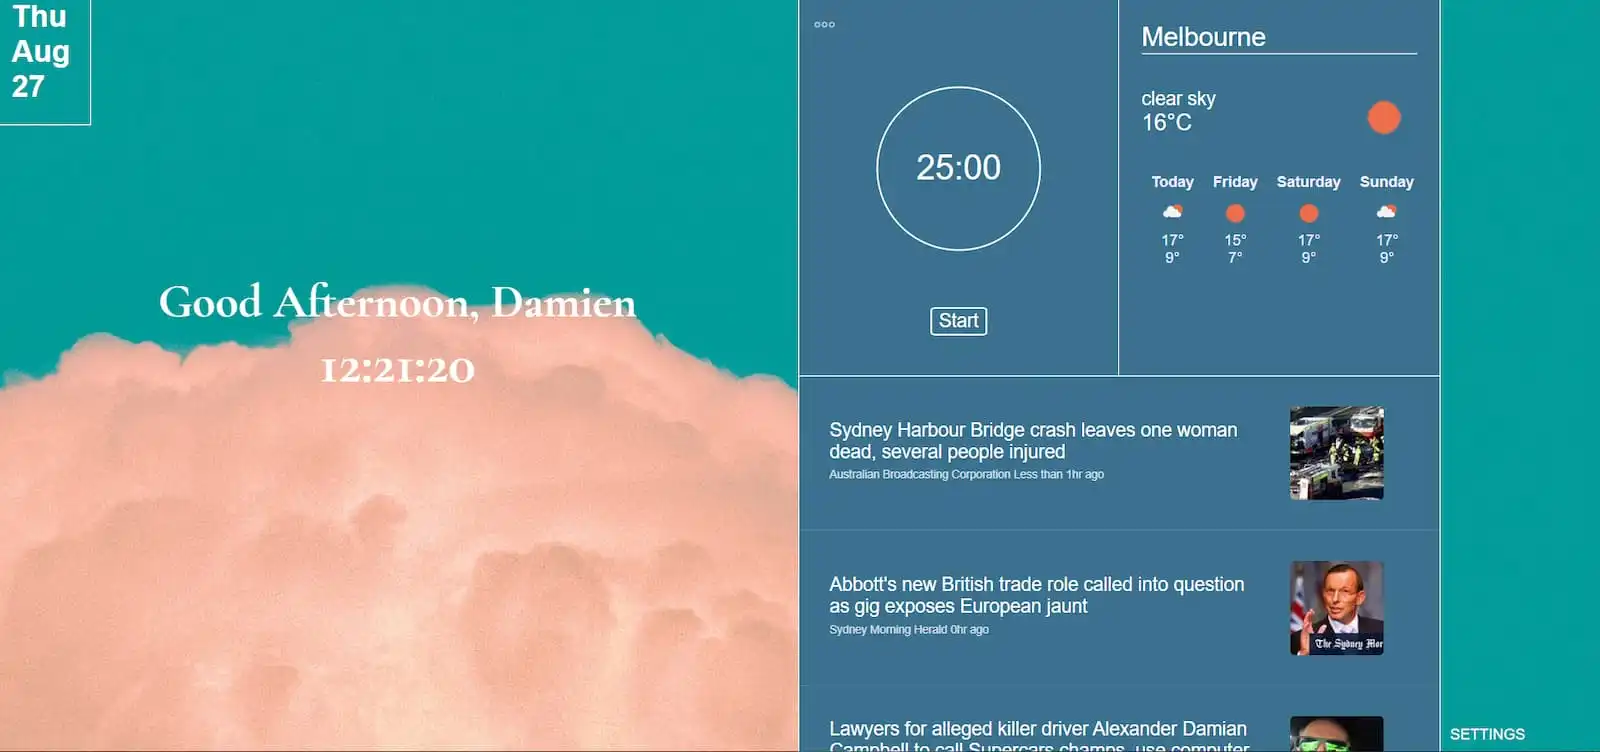 Thu
Aug
27
Good Afternoon, Damien
12:21:20
25:00
Start
Melbourne
clear sky
16°C
Today Friday Saturday Sunday
17° 15° 17° 17°
9° 7° 9° 9°
Sydney Harbour Bridge crash leaves one woman
dead, several people injured
Australian Broadcasting Corporation Less than 1hr ago
Abbott's new British trade role called into question
as gig exposes European jaunt
Sydney Morning Herald 0hr ago
The Sydney Mor
Lawyers for alleged killer driver Alexander Damian
Campbell to call Supercars champs, use computer
SETTINGS